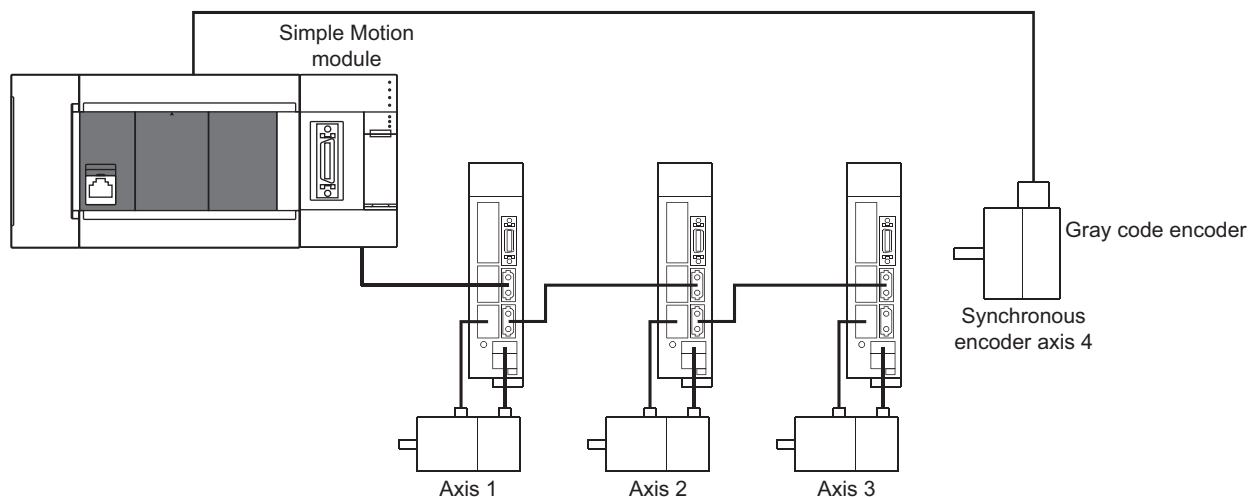 Simple Motion
module
Gray code encoder
Synchronous
encoder axis 4
Axis 1
Axis 2
Axis 3